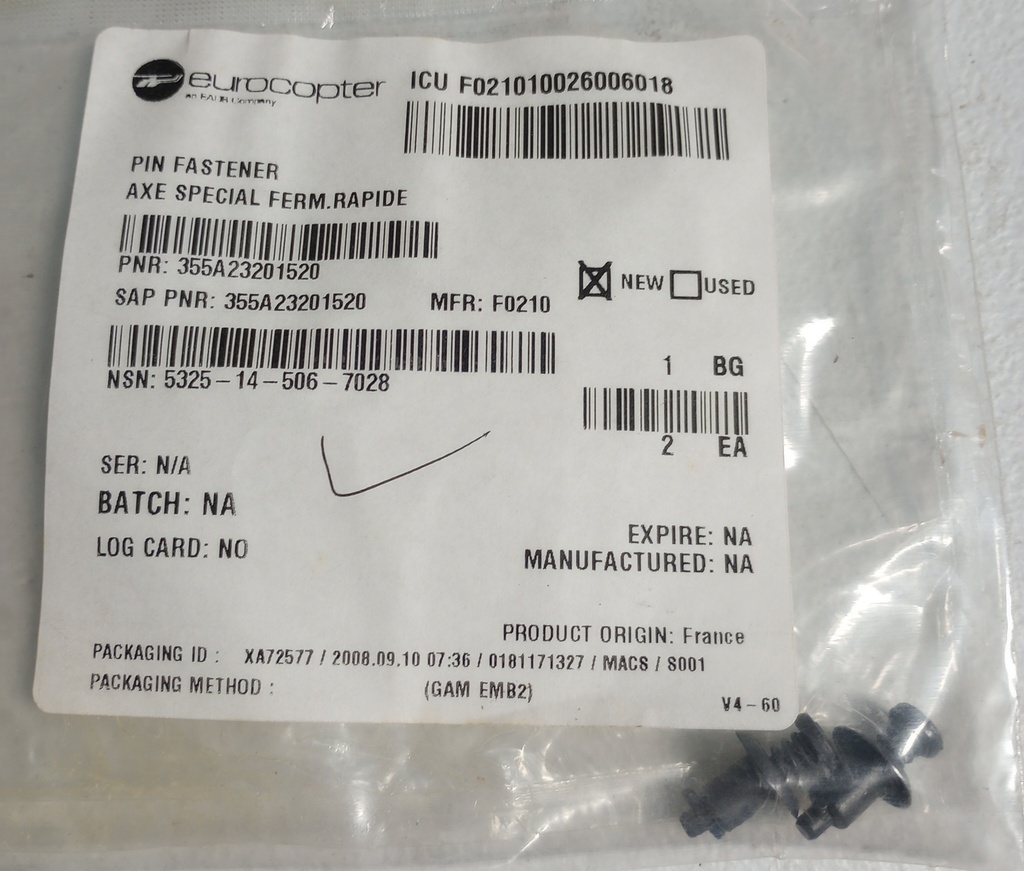 eurocopter
an EADS Company
ICU F021010026006018
PIN FASTENER
AXE SPECIAL FERM.RAPIDE
PNR: 355A23201520
NEW USED
SAP PNR: 355A23201520 MFR: F0210
NSN: 5325-14-506-7028
1 BG
2 EA
SER: N/A
BATCH: NA
LOG CARD: NO
EXPIRE: NA
MANUFACTURED: NA
PRODUCT ORIGIN: France
PACKAGING ID : XA72577 / 2008.09.10 07:36 / 0181171327 / MACS / S001
PACKAGING METHOD : (GAM EMB2)
V4-60